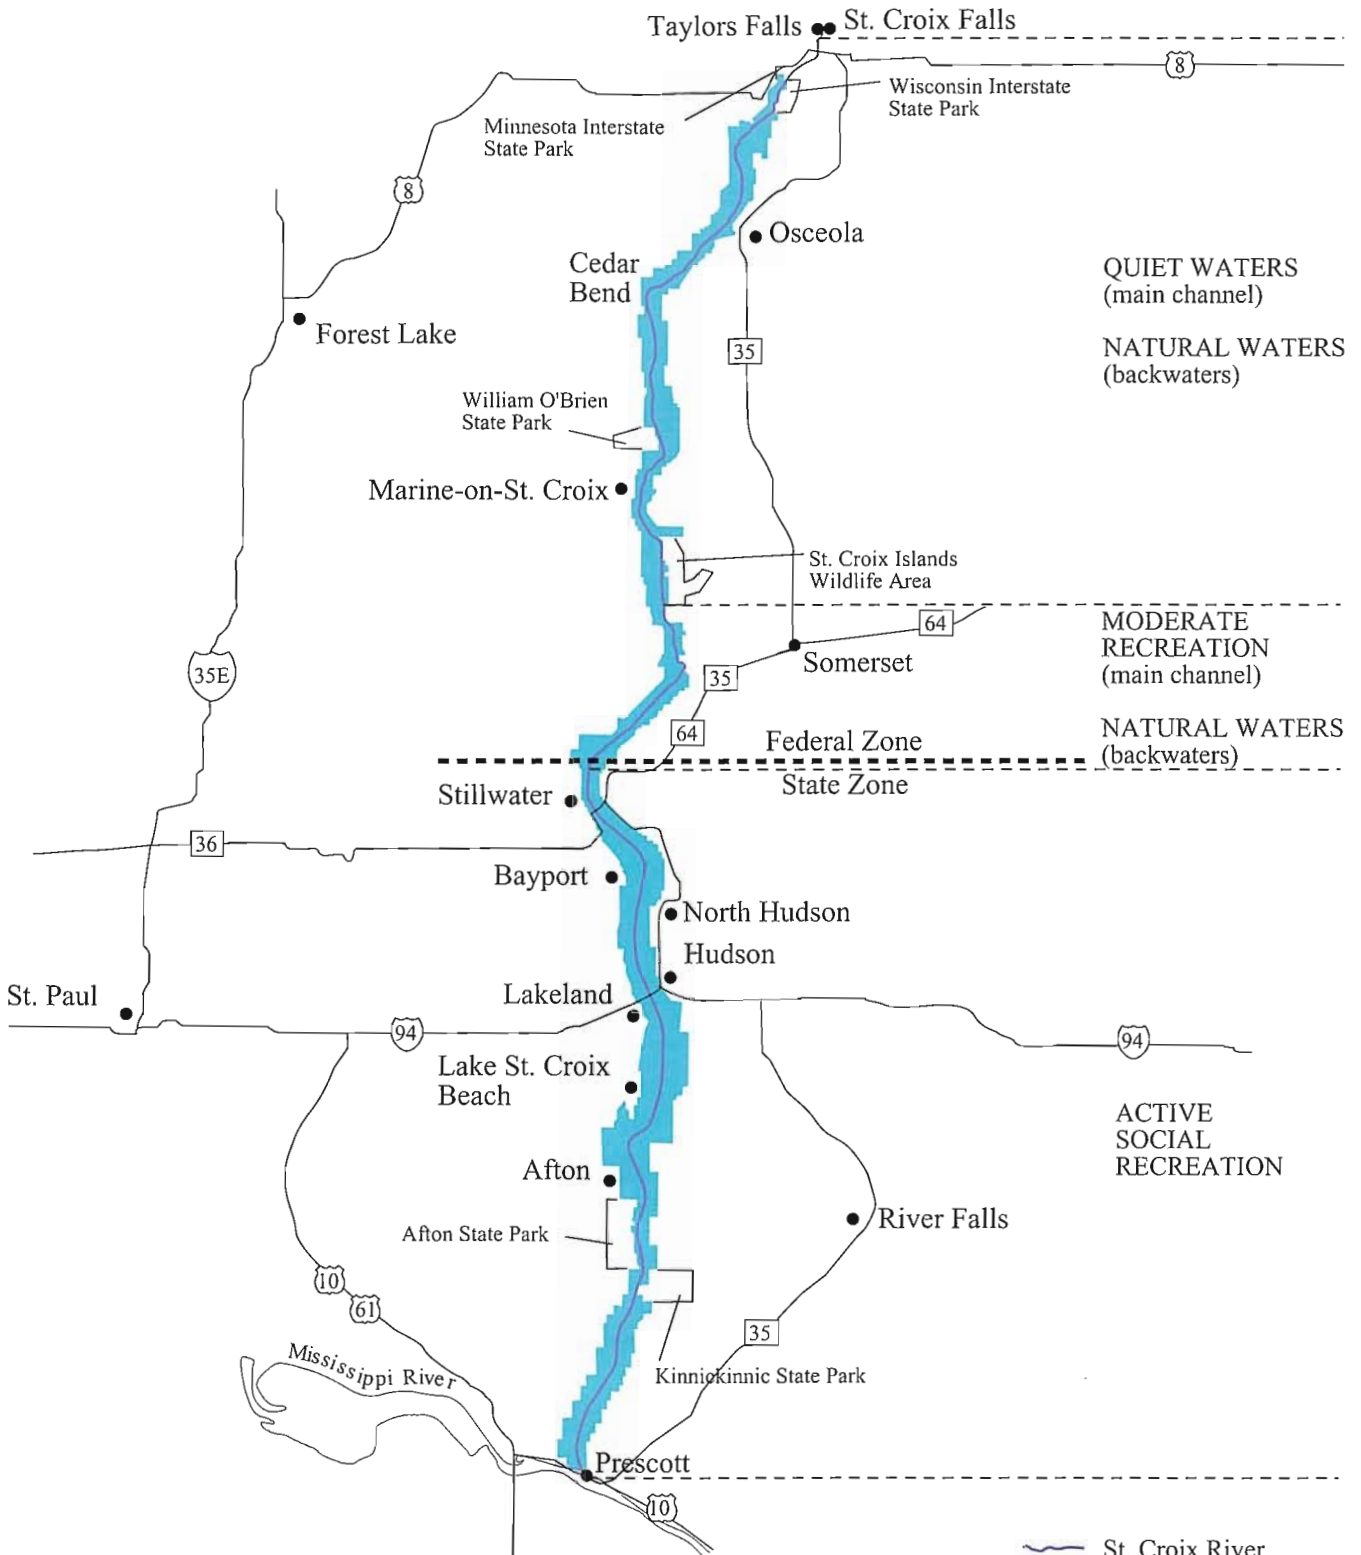 Taylors Falls
St. Croix Falls
8
Wisconsin Interstate
State Park
Minnesota Interstate
State Park
8
Osceola
Cedar
Bend
QUIET WATERS
(main channel)
Forest Lake
NATURAL WATERS
(backwaters)
35
William O'Brien
State Park
Marine-on-St. Croix
St. Croix Islands
Wildlife Area
64
MODERATE
RECREATION
(main channel)
Somerset
35E
35
64
NATURAL WATERS
(backwaters)
Federal Zone
State Zone
Stillwater
36
Bayport
North Hudson
Hudson
St. Paul
Lakeland
94
94
Lake St. Croix
Beach
ACTIVE
SOCIAL
RECREATION
Afton
River Falls
Afton State Park
10
61
35
Mississippi River
Kinnickinnic State Park
Prescott
10
St. Croix River